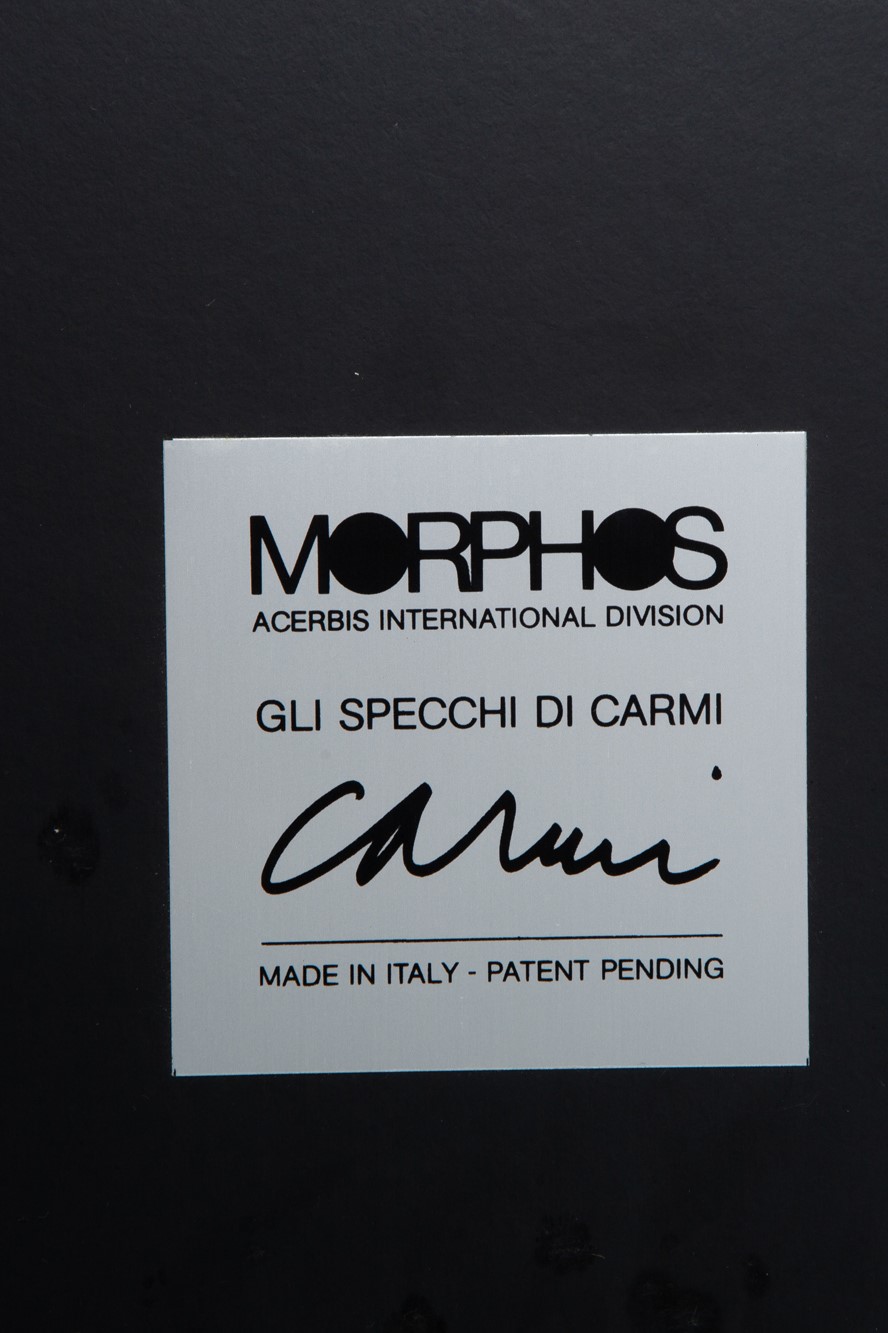 MORPHOS
ACERBIS INTERNATIONAL DIVISION
GLI SPECCHI DI CARMI
Carmi
MADE IN ITALY - PATENT PENDING